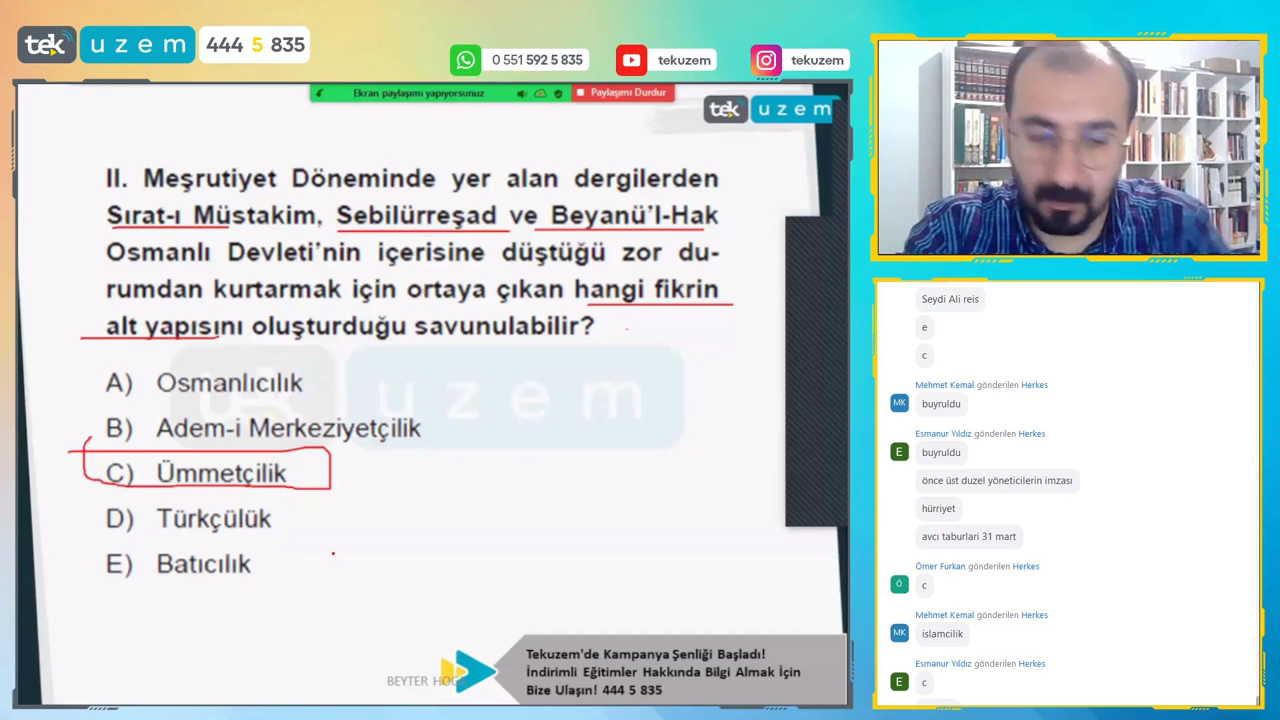 tek
uzem
444 5 835
0 551 592 5 835
tekuzem
tekuzem
Ekran paylaşımı yapıyorsunuz
Paylaşımı Durdur
tek uzem
II. Meşrutiyet Döneminde yer alan dergilerden
Sırat-ı Müstakim, Sebilürreşad ve Beyanü’l-Hak
Osmanlı Devleti’nin içerisine düştüğü zor du-
rumdan kurtarmak için ortaya çıkan hangi fikrin
alt yapısını oluşturduğu savunulabilir?
A) Osmanlıcılık
B) Adem-i Merkeziyetçilik
C) Ümmetçilik
D) Türkçülük
E) Batıcılık
uzem
BEYTER HOC
Tekuzem'de Kampanya Şenliği Başladı!
İndirimli Eğitimler Hakkında Bilgi Almak İçin
Bize Ulaşın! 444 5 835
Seydi Ali reis
e
c
Mehmet Kemal gönderilen Herkes
MK
buyruldu
Esmanur Yıldız gönderilen Herkes
E
buyruldu
önce üst duzel yöneticilerin imzası
hürriyet
avcı taburlari 31 mart
Ömer Furkan gönderilen Herkes
Ö
c
Mehmet Kemal gönderilen Herkes
MK
islamcilik
Esmanur Yıldız gönderilen Herkes
E
c